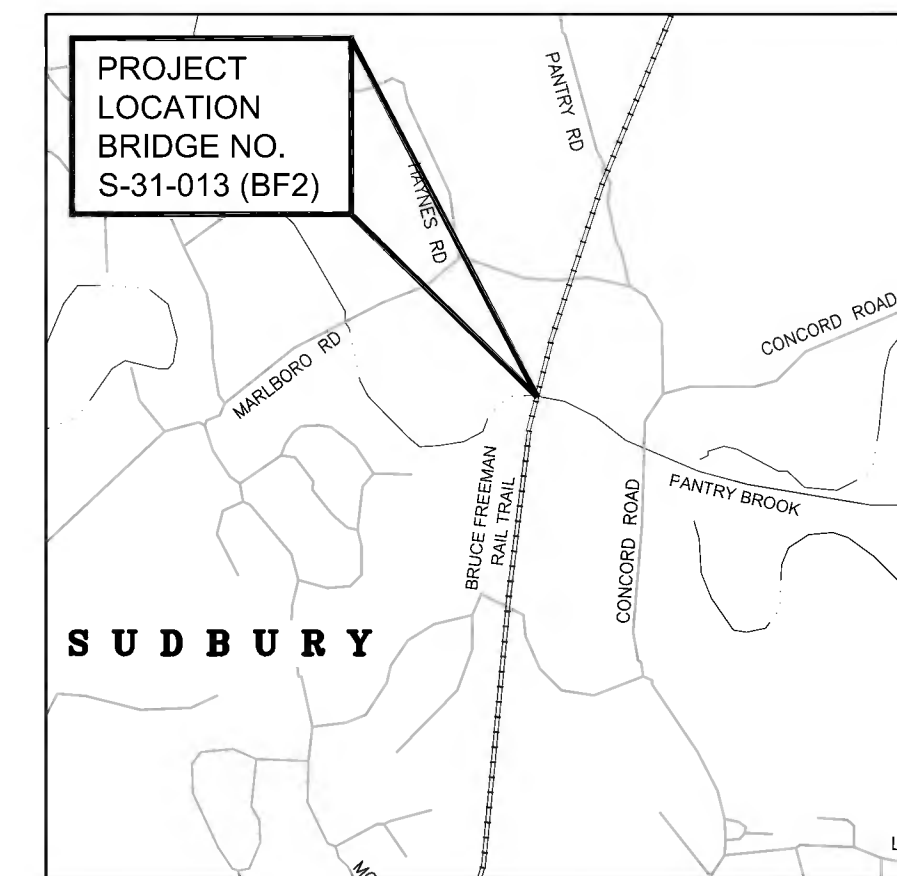 PROJECT
LOCATION
BRIDGE NO.
S-31-013 (BF2)
PANTRY RD
HAYNES RD
CONCORD ROAD
MARLBORO RD
BRUCE FREEMAN
RAIL TRAIL
PANTRY BROOK
CONCORD ROAD
SUDBURY